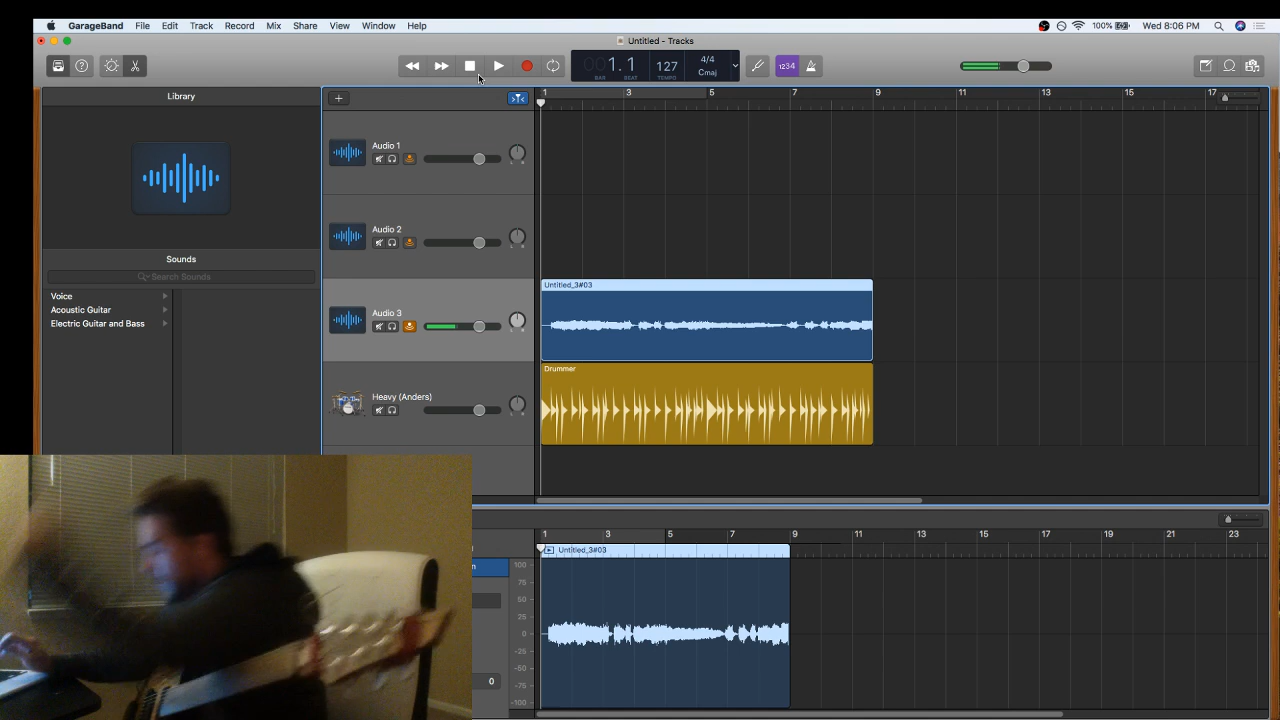 GarageBand File Edit Track Record Mix Share View Window Help 100% Wed 8:06 PM
Untitled - Tracks
1.1 127 4/4
BAR BEAT TEMPO Cmaj
1234
Library
1 3 5 7 9 11 13 15 17
Audio 1
L R
Audio 2
L R
Sounds
Search Sounds
Voice
Acoustic Guitar
Electric Guitar and Bass
Audio 3
L R
Untitled_3#03
Heavy (Anders)
L R
Drummer
1 3 5 7 9 11 13 15 17 19 21 23
Untitled_3#03
100
75
50
25
0
-25
-50
-75
-100
n
0